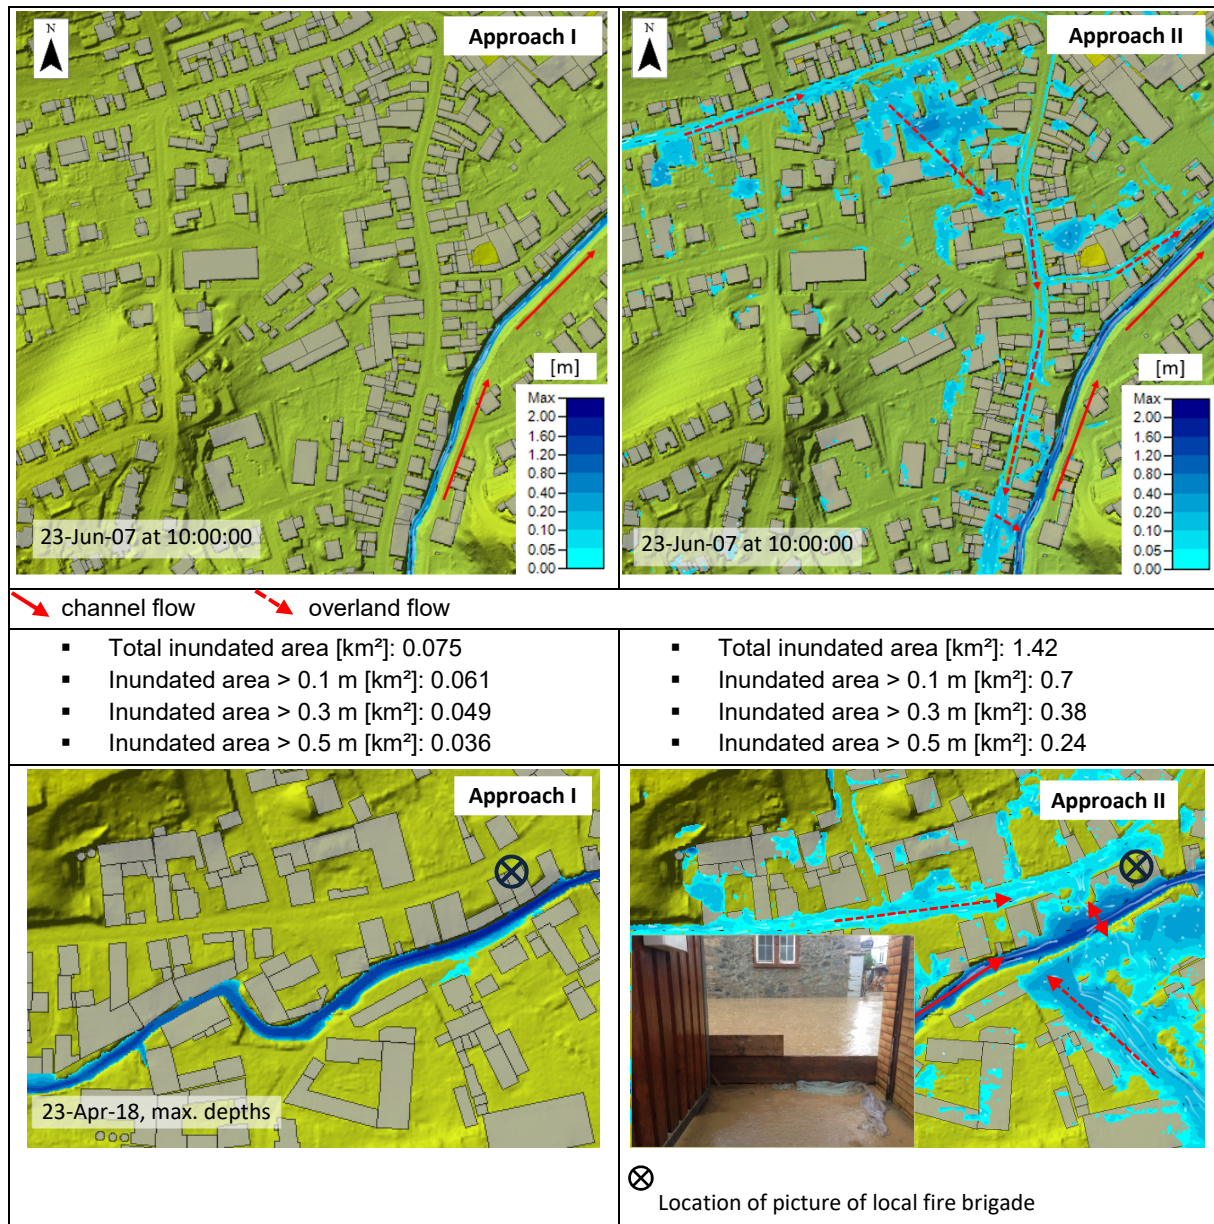 N
Approach I
[m]
Max
2.00
1.60
1.20
0.80
0.40
0.20
0.10
0.05
0.00
23-Jun-07 at 10:00:00
N
Approach II
[m]
Max
2.00
1.60
1.20
0.80
0.40
0.20
0.10
0.05
0.00
23-Jun-07 at 10:00:00
channel flow overland flow
▪ Total inundated area [km²]: 0.075
▪ Inundated area > 0.1 m [km²]: 0.061
▪ Inundated area > 0.3 m [km²]: 0.049
▪ Inundated area > 0.5 m [km²]: 0.036
▪ Total inundated area [km²]: 1.42
▪ Inundated area > 0.1 m [km²]: 0.7
▪ Inundated area > 0.3 m [km²]: 0.38
▪ Inundated area > 0.5 m [km²]: 0.24
Approach I
23-Apr-18, max. depths
Approach II
Location of picture of local fire brigade